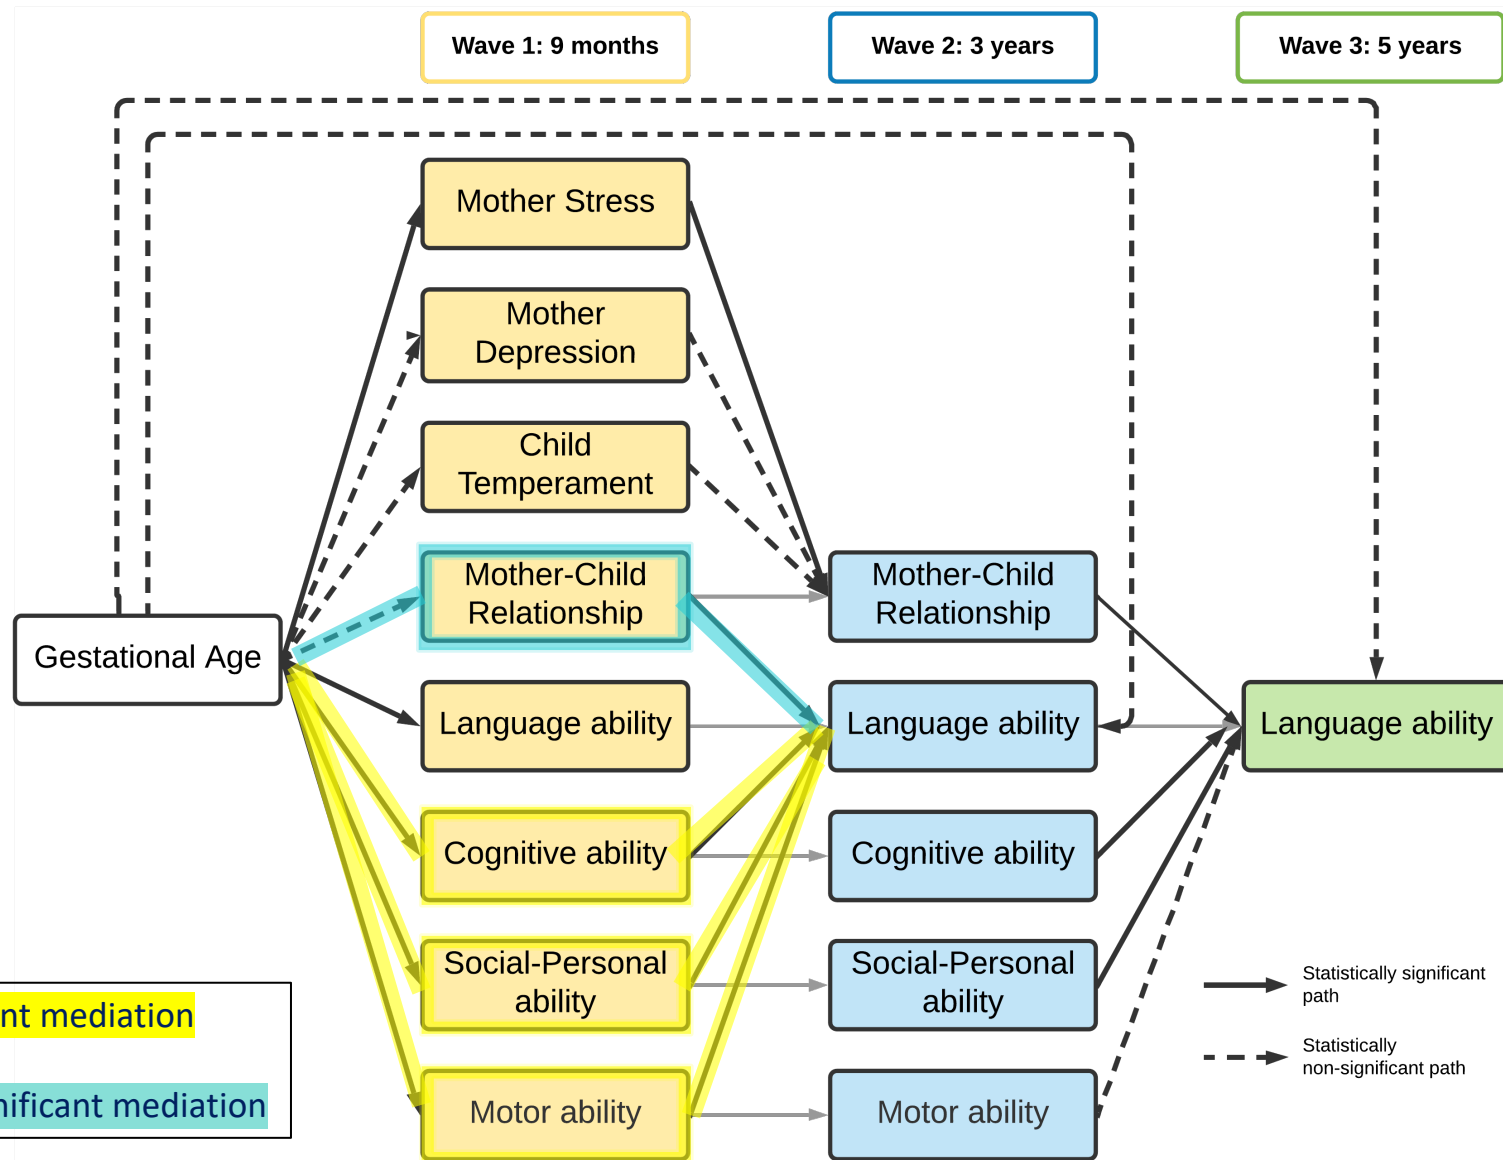 Wave 1: 9 months
Wave 2: 3 years
Wave 3: 5 years
Mother Stress
Mother
Depression
Child
Temperament
Mother-Child
Relationship
Mother-Child
Relationship
Gestational Age
Language ability
Language ability
Language ability
Cognitive ability
Cognitive ability
Social-Personal
ability
Social-Personal
ability
Motor ability
Motor ability
Statistically significant
path
Statistically
non-significant path
mediation
mediation